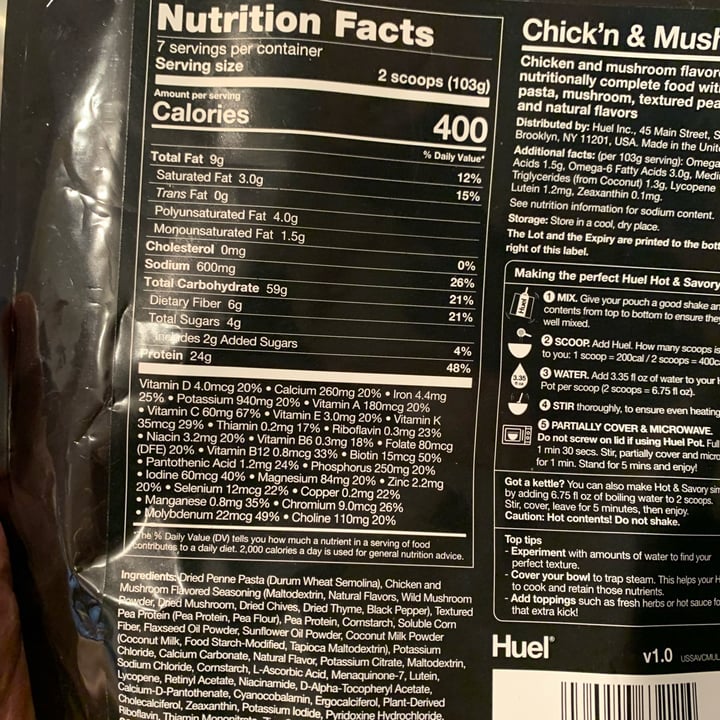 Nutrition Facts
7 servings per container
Serving size 2 scoops (103g)
Amount per serving
Calories 400
% Daily Value*
Total Fat 9g 12%
Saturated Fat 3.0g 15%
Trans Fat 0g
Polyunsaturated Fat 4.0g
Monounsaturated Fat 1.5g
Cholesterol 0mg 0%
Sodium 600mg 26%
Total Carbohydrate 59g 21%
Dietary Fiber 6g 21%
Total Sugars 4g
Includes 2g Added Sugars 4%
Protein 24g 48%
Vitamin D 4.0mcg 20% • Calcium 260mg 20% • Iron 4.4mg
25% • Potassium 940mg 20% • Vitamin A 180mcg 20%
• Vitamin C 60mg 67% • Vitamin E 3.0mg 20% • Vitamin K
35mcg 29% • Thiamin 0.2mg 17% • Riboflavin 0.3mg 23%
• Niacin 3.2mg 20% • Vitamin B6 0.3mg 18% • Folate 80mcg
(DFE) 20% • Vitamin B12 0.8mcg 33% • Biotin 15mcg 50%
• Pantothenic Acid 1.2mg 24% • Phosphorus 250mg 20%
• Iodine 60mcg 40% • Magnesium 84mg 20% • Zinc 2.2mg
20% • Selenium 12mcg 22% • Copper 0.2mg 22%
• Manganese 0.8mg 35% • Chromium 9.0mcg 26%
• Molybdenum 22mcg 49% • Choline 110mg 20%
*The % Daily Value (DV) tells you how much a nutrient in a serving of food
contributes to a daily diet. 2,000 calories a day is used for general nutrition advice.
Ingredients: Dried Penne Pasta (Durum Wheat Semolina), Chicken and
Mushroom Flavored Seasoning (Maltodextrin, Natural Flavors, Wild Mushroom
Powder, Dried Mushroom, Dried Chives, Dried Thyme, Black Pepper), Textured
Pea Protein (Pea Protein, Pea Flour), Pea Protein, Cornstarch, Soluble Corn
Fiber, Flaxseed Oil Powder, Sunflower Oil Powder, Coconut Milk Powder
(Coconut Milk, Food Starch-Modified, Tapioca Maltodextrin), Potassium
Chloride, Calcium Carbonate, Natural Flavor, Potassium Citrate, Maltodextrin,
Sodium Chloride, Cornstarch, L-Ascorbic Acid, Menaquinone-7, Lutein,
Lycopene, Retinyl Acetate, Niacinamide, D-Alpha-Tocopheryl Acetate,
Calcium-D-Pantothenate, Cyanocobalamin, Ergocalciferol, Plant-Derived
Cholecalciferol, Zeaxanthin, Potassium Iodide, Pyridoxine Hydrochloride,
Riboflavin, Thiamin Mononitrate,
Chick'n & Mush
Chicken and mushroom flavor
nutritionally complete food with
pasta, mushroom, textured pea
and natural flavors
Distributed by: Huel Inc., 45 Main Street, S
Brooklyn, NY 11201, USA. Made in the Unit
Additional facts: (per 103g serving): Omega
Acids 1.5g, Omega-6 Fatty Acids 3.0g, Medi
Triglycerides (from Coconut) 1.3g, Lycopene
Lutein 1.2mg, Zeaxanthin 0.1mg.
See nutrition information for sodium content.
Storage: Store in a cool, dry place.
The Lot and the Expiry are printed to the bott
right of this label.
Making the perfect Huel Hot & Savory
1 MIX. Give your pouch a good shake an
contents from top to bottom to ensure they
well mixed.
2 SCOOP. Add Huel. How many scoops is
to you: 1 scoop = 200cal / 2 scoops = 400c
3.35 fl oz
3 WATER. Add 3.35 fl oz of water to your H
Pot per scoop (2 scoops = 6.75 fl oz).
4 STIR thoroughly, to ensure even heating
5 PARTIALLY COVER & MICROWAVE.
Do not screw on lid if using Huel Pot. Full
1 min 30 secs. Stir, partially cover and micro
for 1 min. Stand for 5 mins and enjoy!
Got a kettle? You can also make Hot & Savory sim
by adding 6.75 fl oz of boiling water to 2 scoops.
Stir, cover, leave for 5 minutes, then enjoy.
Caution: Hot contents! Do not shake.
Top tips
- Experiment with amounts of water to find your
perfect texture.
- Cover your bowl to trap steam. This helps your H
to cook and retain those nutrients.
- Add toppings such as fresh herbs or hot sauce fo
that extra kick!
Huel®
v1.0 USSAVCMUL